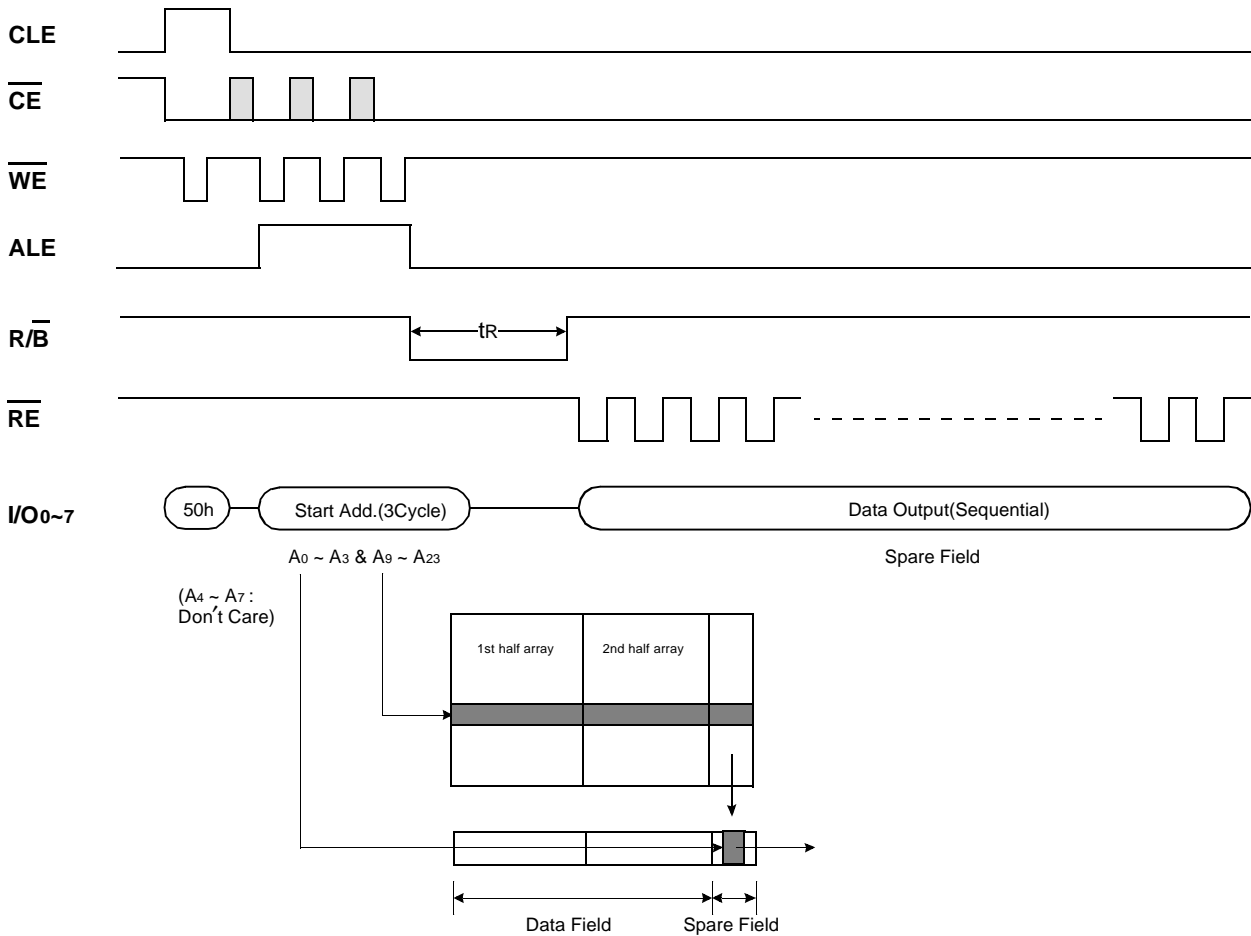 CLE
CE
WE
ALE
R/B
tR
RE
I/O0~7
50h
Start Add.(3Cycle)
Data Output(Sequential)
A0 ~ A3 & A9 ~ A23
Spare Field
(A4 ~ A7 :
Don't Care)
1st half array
2nd half array
Data Field
Spare Field